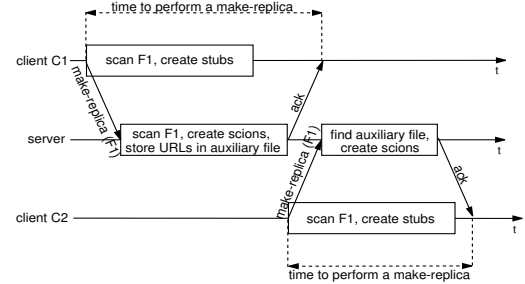 time to perform a make-replica
client C1
scan F1, create stubs
t
make-replica (F1)
ack
server
scan F1, create scions,
store URLs in auxiliary file
make-replica (F1)
find auxiliary file,
create scions
t
ack
client C2
scan F1, create stubs
t
time to perform a make-replica